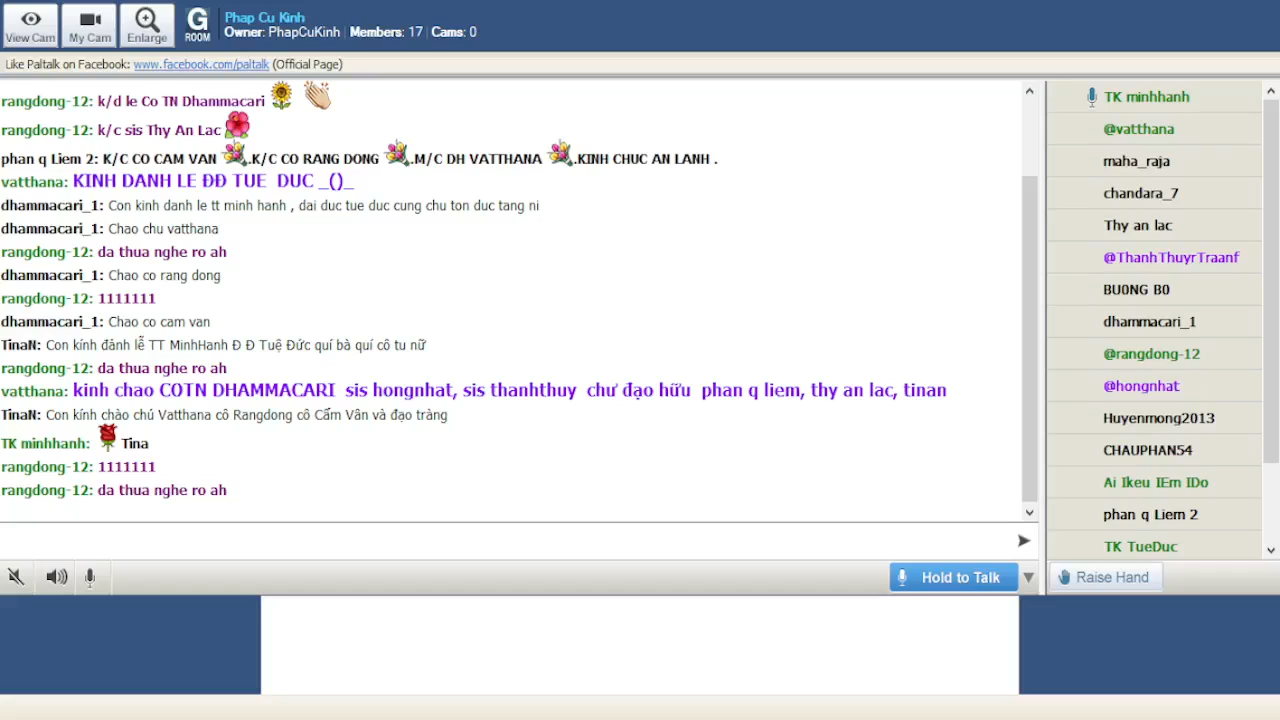 View Cam
My Cam
Enlarge
G
ROOM
Phap Cu Kinh
Owner: PhapCuKinh | Members: 17 | Cams: 0
Like Paltalk on Facebook: www.facebook.com/paltalk (Official Page)
rangdong-12: k/d le Co TN Dhammacari
rangdong-12: k/c sis Thy An Lac
phan q Liem 2: K/C CO CAM VAN .K/C CO RANG DONG .M/C DH VATTHANA .KINH CHUC AN LANH .
vatthana: KINH DANH LE ĐĐ TUE DUC _()_
dhammacari_1: Con kinh danh le tt minh hanh , dai duc tue duc cung chu ton duc tang ni
dhammacari_1: Chao chu vatthana
rangdong-12: da thua nghe ro ah
dhammacari_1: Chao co rang dong
rangdong-12: 1111111
dhammacari_1: Chao co cam van
TinaN: Con kính đảnh lễ TT MinhHanh Đ Đ Tuệ Đức quí bà quí cô tu nữ
rangdong-12: da thua nghe ro ah
vatthana: kinh chao COTN DHAMMACARI sis hongnhat, sis thanhthuy chư đạo hữu phan q liem, thy an lac, tinan
TinaN: Con kính chào chú Vatthana cô Rangdong cô Cẩm Vân và đạo tràng
TK minhhanh: Tina
rangdong-12: 1111111
rangdong-12: da thua nghe ro ah
Hold to Talk
TK minhhanh
@vatthana
maha_raja
chandara_7
Thy an lac
@ThanhThuyrTraanf
BU0NG B0
dhammacari_1
@rangdong-12
@hongnhat
Huyenmong2013
CHAUPHAN54
Ai Ikeu IEm IDo
phan q Liem 2
TK TueDuc
Raise Hand